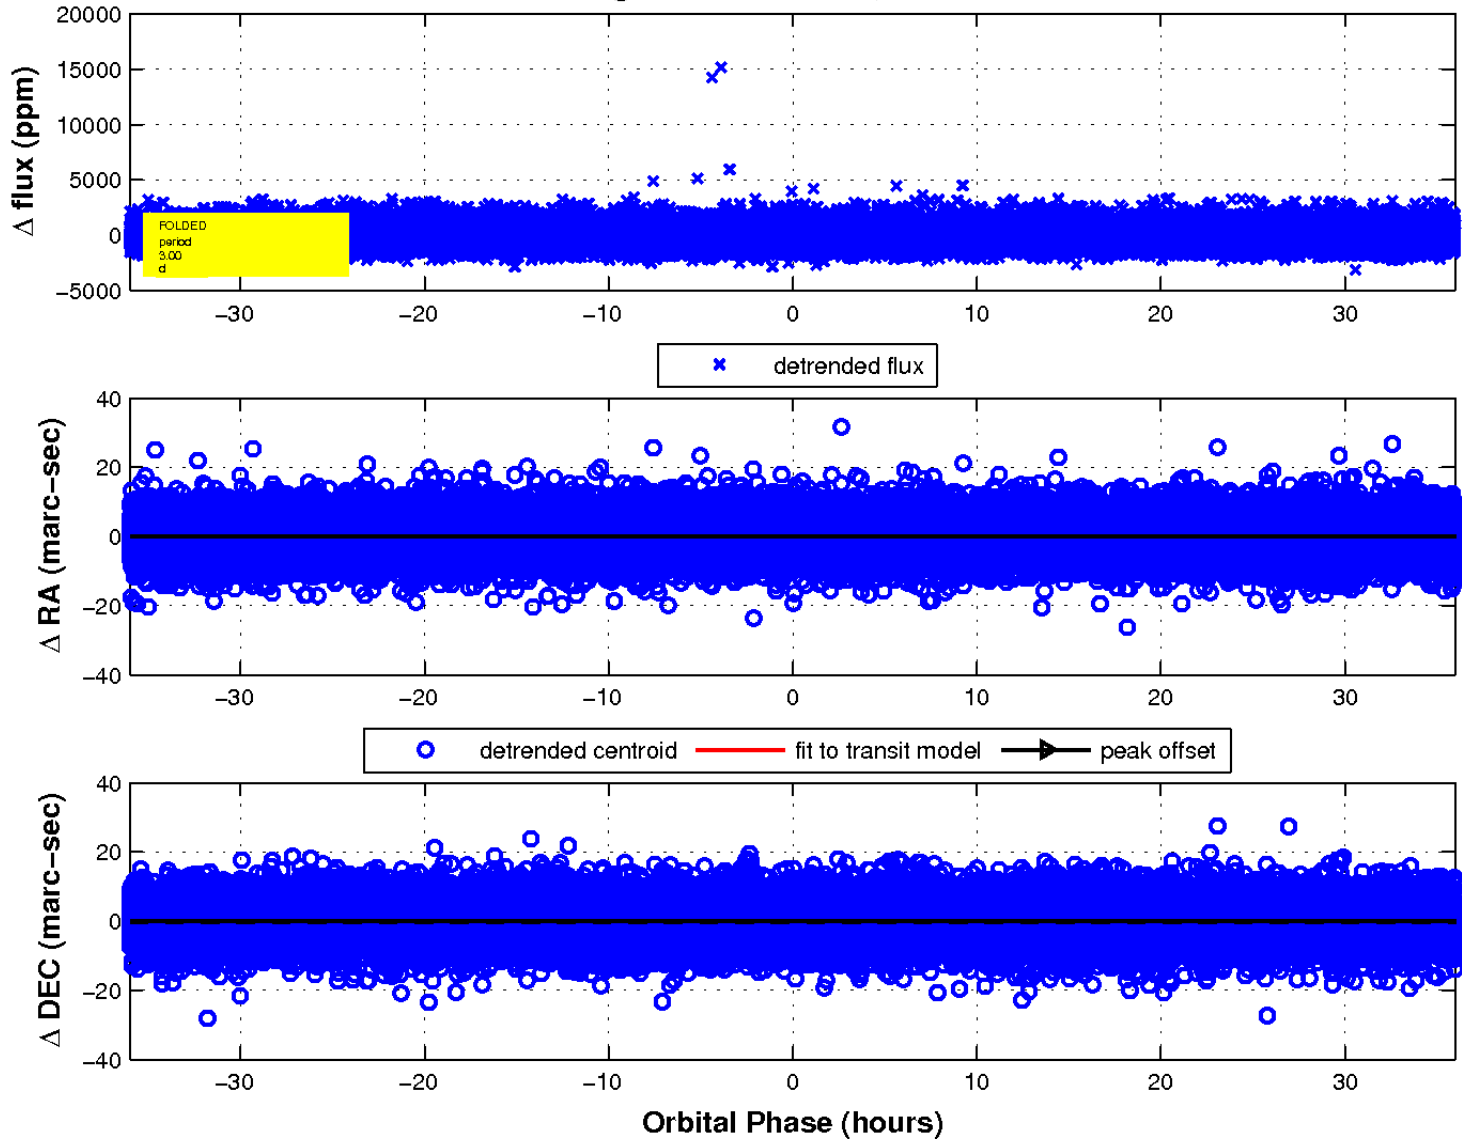 20000
15000
10000
5000
0
−5000
Δ flux (ppm)
FOLDED
period
3.00
d
−30 −20 −10 0 10 20 30
detrended flux
40
20
0
−20
−40
Δ RA (marc−sec)
−30 −20 −10 0 10 20 30
detrended centroid fit to transit model peak offset
40
20
0
−20
−40
Δ DEC (marc−sec)
−30 −20 −10 0 10 20 30
Orbital Phase (hours)